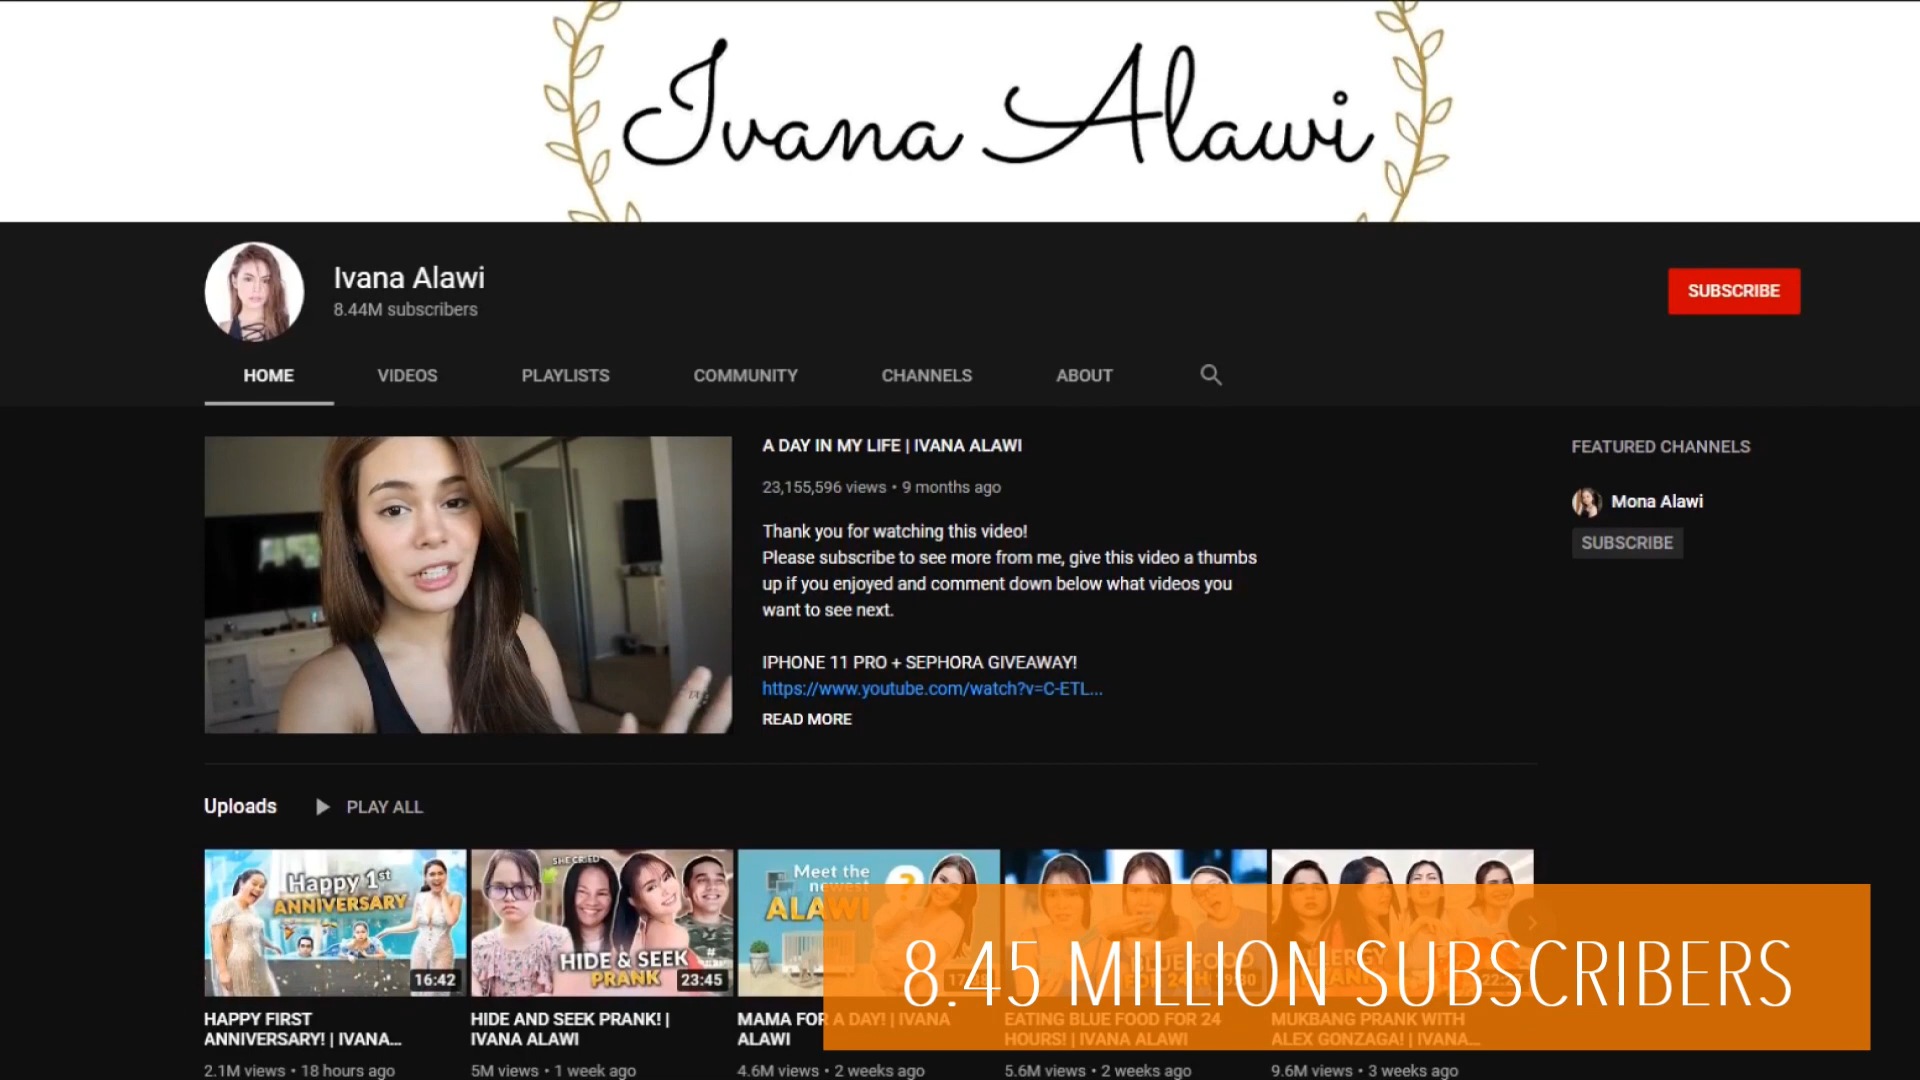 Ivana Alawi
Ivana Alawi
8.44M subscribers
SUBSCRIBE
HOME
VIDEOS
PLAYLISTS
COMMUNITY
CHANNELS
ABOUT
A DAY IN MY LIFE | IVANA ALAWI
23,155,596 views • 9 months ago
Thank you for watching this video!
Please subscribe to see more from me, give this video a thumbs
up if you enjoyed and comment down below what videos you
want to see next.
IPHONE 11 PRO + SEPHORA GIVEAWAY!
https://www.youtube.com/watch?v=C-ETL...
READ MORE
FEATURED CHANNELS
Mona Alawi
SUBSCRIBE
Uploads
PLAY ALL
Happy 1st
ANNIVERSARY
16:42
SHE CRIED
HIDE & SEEK
PRANK
23:45
Meet the
newest
ALAWI
?
BLUE FOOD
8.45 MILLION SUBSCRIBERS
HAPPY FIRST
ANNIVERSARY! | IVANA...
2.1M views • 18 hours ago
HIDE AND SEEK PRANK! |
IVANA ALAWI
5M views • 1 week ago
MAMA FOR A DAY! | IVANA
ALAWI
4.6M views • 2 weeks ago
EATING BLUE FOOD FOR 24
HOURS! | IVANA ALAWI
5.6M views • 2 weeks ago
MUKBANG PRANK WITH
ALEX GONZAGA! | IVANA...
9.6M views • 3 weeks ago